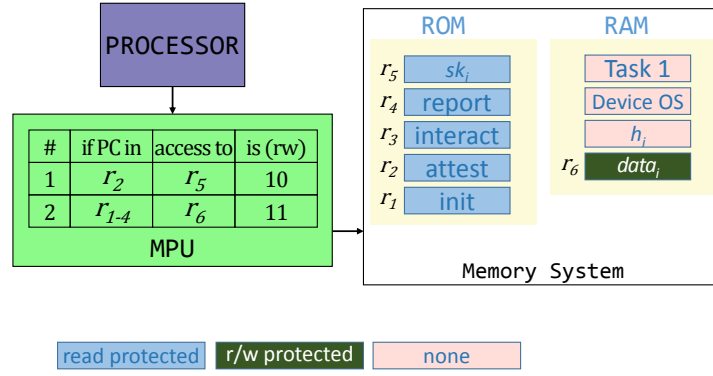 PROCESSOR
# if PC in access to is (rw)
1 r2 r5 10
2 r1-4 r6 11
MPU
ROM RAM
r5 ski Task 1
r4 report Device OS
r3 interact hi
r2 attest r6 datai
r1 init
Memory System
read protected r/w protected none